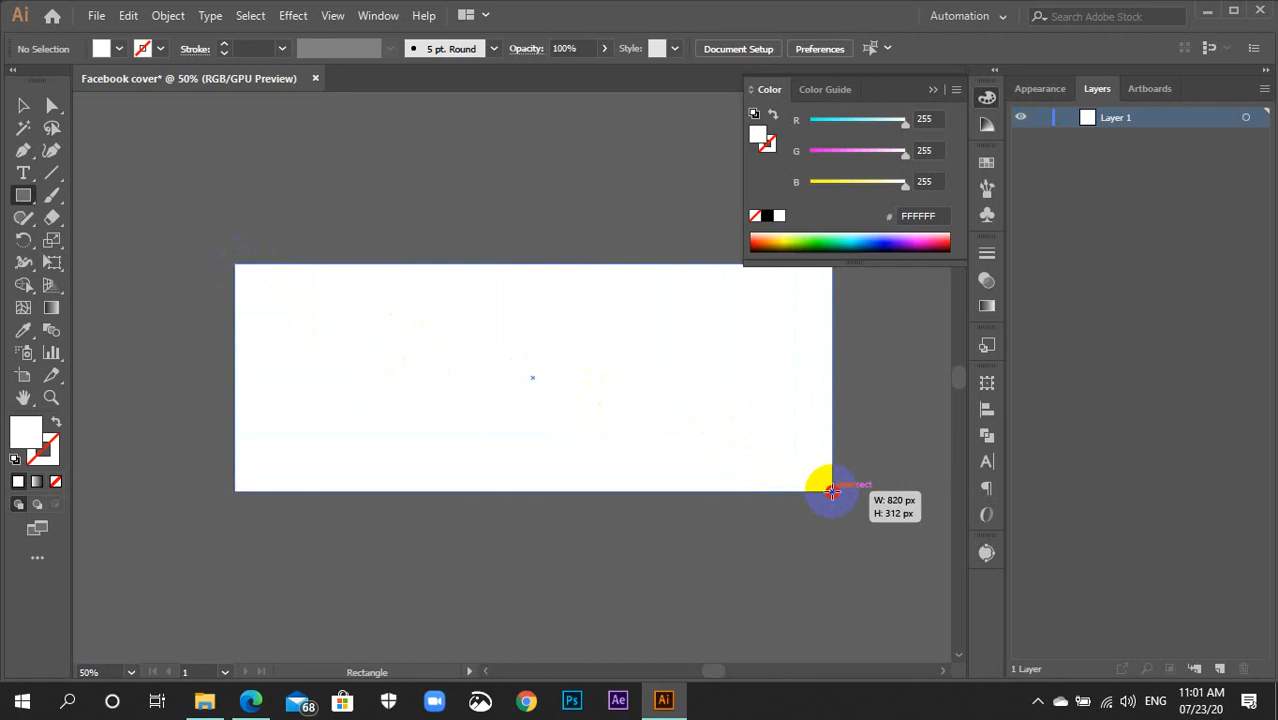 Ai File Edit Object Type Select Effect View Window Help Automation Search Adobe Stock
No Selection Stroke: 5 pt. Round Opacity: 100% Style: Document Setup Preferences
Facebook cover* @ 50% (RGB/GPU Preview)
Color Color Guide
Appearance Layers Artboards
Layer 1
R 255
G 255
B 255
# FFFFFF
W: 820 px
H: 312 px
50% 1 Rectangle
1 Layer
68 Ps Ae Ai ENG
11:01 AM
07/23/20